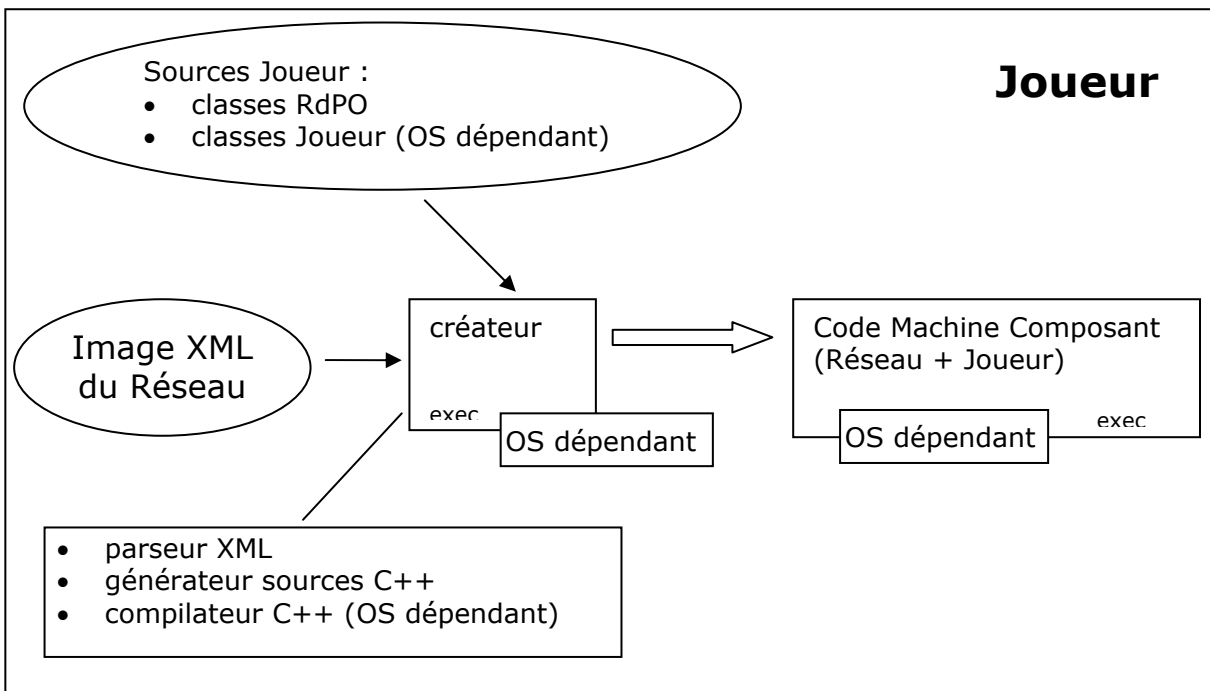 Joueur
Sources Joueur :
• classes RdPO
• classes Joueur (OS dépendant)
Image XML
du Réseau
créateur
exec
OS dépendant
Code Machine Composant
(Réseau + Joueur)
exec
OS dépendant
• parseur XML
• générateur sources C++
• compilateur C++ (OS dépendant)